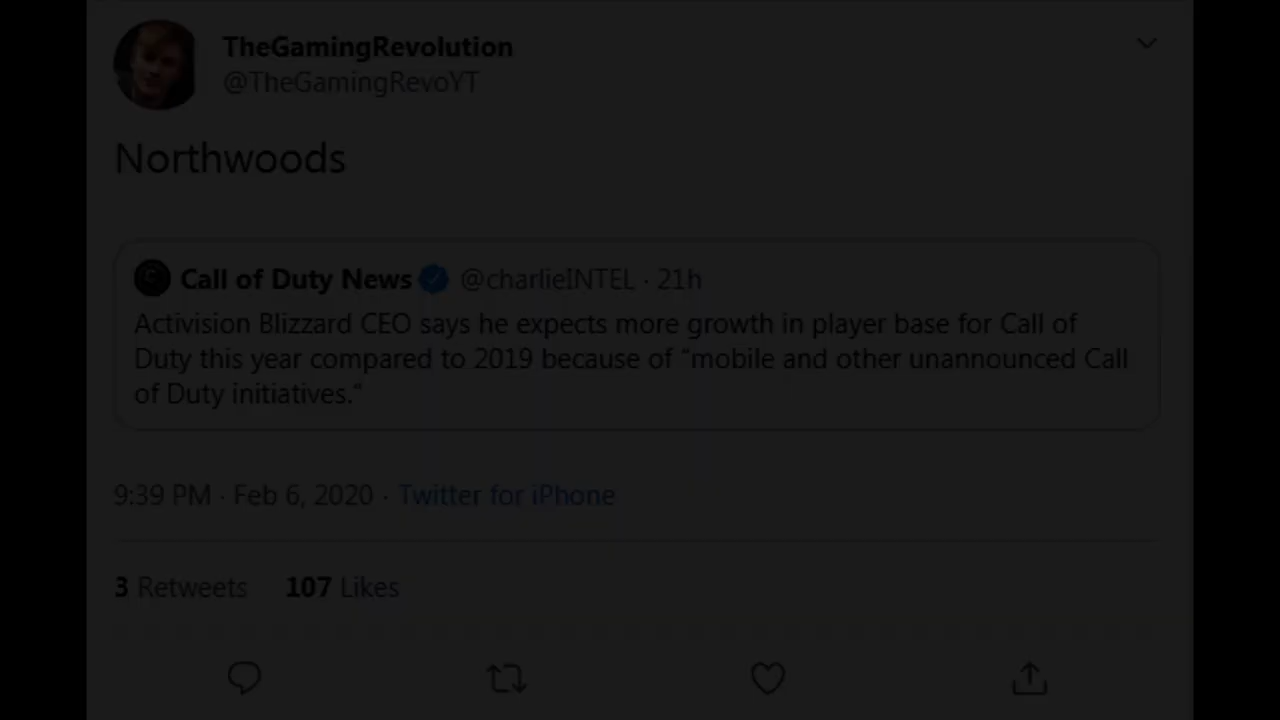 TheGamingRevolution
@TheGamingRevoYT
Northwoods
Call of Duty News @charlieINTEL · 21h
Activision Blizzard CEO says he expects more growth in player base for Call of
Duty this year compared to 2019 because of "mobile and other unannounced Call
of Duty initiatives."
9:39 PM · Feb 6, 2020 · Twitter for iPhone
3 Retweets 107 Likes